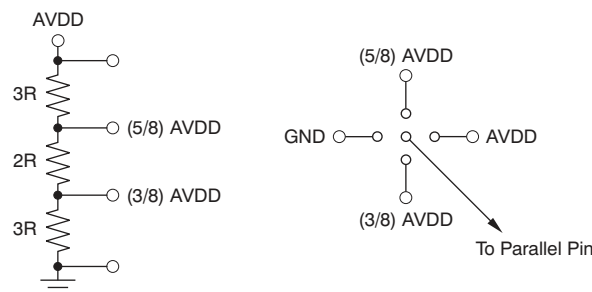 AVDD
3R
(5/8) AVDD
2R
(3/8) AVDD
3R
(5/8) AVDD
GND
AVDD
(3/8) AVDD
To Parallel Pin